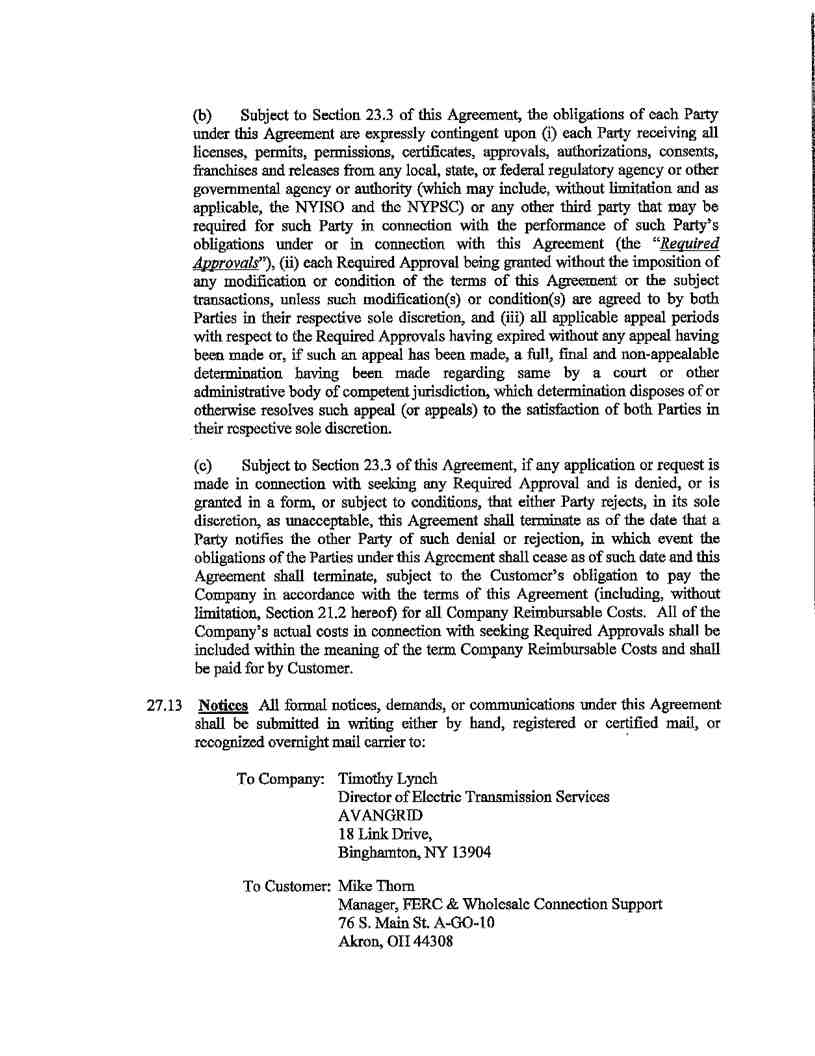 (b) Subject to Section 23.3 of this Agreement, the obligations of each Party
under this Agreement are expressly contingent upon (i) each Party receiving all
licenses, permits, permissions, certificates, approvals, authorizations, consents,
franchises and releases from any local, state, or federal regulatory agency or other
governmental agency or authority (which may include, without limitation and as
applicable, the NYISO and the NYPSC) or any other third party that may be
required for such Party in connection with the performance of such Party's
obligations under or in connection with this Agreement (the "Required
Approvals"), (ii) each Required Approval being granted without the imposition of
any modification or condition of the terms of this Agreement or the subject
transactions, unless such modification(s) or condition(s) are agreed to by both
Parties in their respective sole discretion, and (iii) all applicable appeal periods
with respect to the Required Approvals having expired without any appeal having
been made or, if such an appeal has been made, a full, final and non-appealable
determination having been made regarding same by a court or other
administrative body of competent jurisdiction, which determination disposes of or
otherwise resolves such appeal (or appeals) to the satisfaction of both Parties in
their respective sole discretion.
(c) Subject to Section 23.3 of this Agreement, if any application or request is
made in connection with seeking any Required Approval and is denied, or is
granted in a form, or subject to conditions, that either Party rejects, in its sole
discretion, as unacceptable, this Agreement shall terminate as of the date that a
Party notifies the other Party of such denial or rejection, in which event the
obligations of the Parties under this Agreement shall cease as of such date and this
Agreement shall terminate, subject to the Customer's obligation to pay the
Company in accordance with the terms of this Agreement (including, without
limitation, Section 21.2 hereof) for all Company Reimbursable Costs. All of the
Company's actual costs in connection with seeking Required Approvals shall be
included within the meaning of the term Company Reimbursable Costs and shall
be paid for by Customer.
27.13 Notices All formal notices, demands, or communications under this Agreement
shall be submitted in writing either by hand, registered or certified mail, or
recognized overnight mail carrier to:
To Company: Timothy Lynch
Director of Electric Transmission Services
AVANGRID
18 Link Drive,
Binghamton, NY 13904
To Customer: Mike Thorn
Manager, FERC & Wholesale Connection Support
76 S. Main St. A-GO-10
Akron, OH 44308